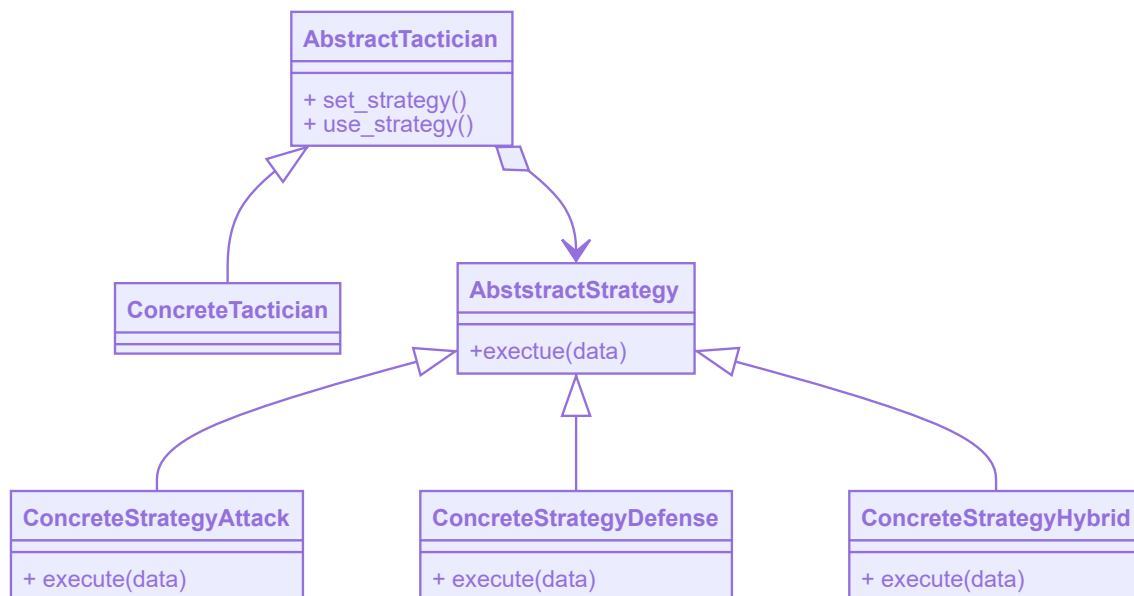 AbstractTactician
+ set_strategy()
+ use_strategy()
ConcreteTactician
AbststractStrategy
+exectue(data)
ConcreteStrategyAttack
+ execute(data)
ConcreteStrategyDefense
+ execute(data)
ConcreteStrategyHybrid
+ execute(data)